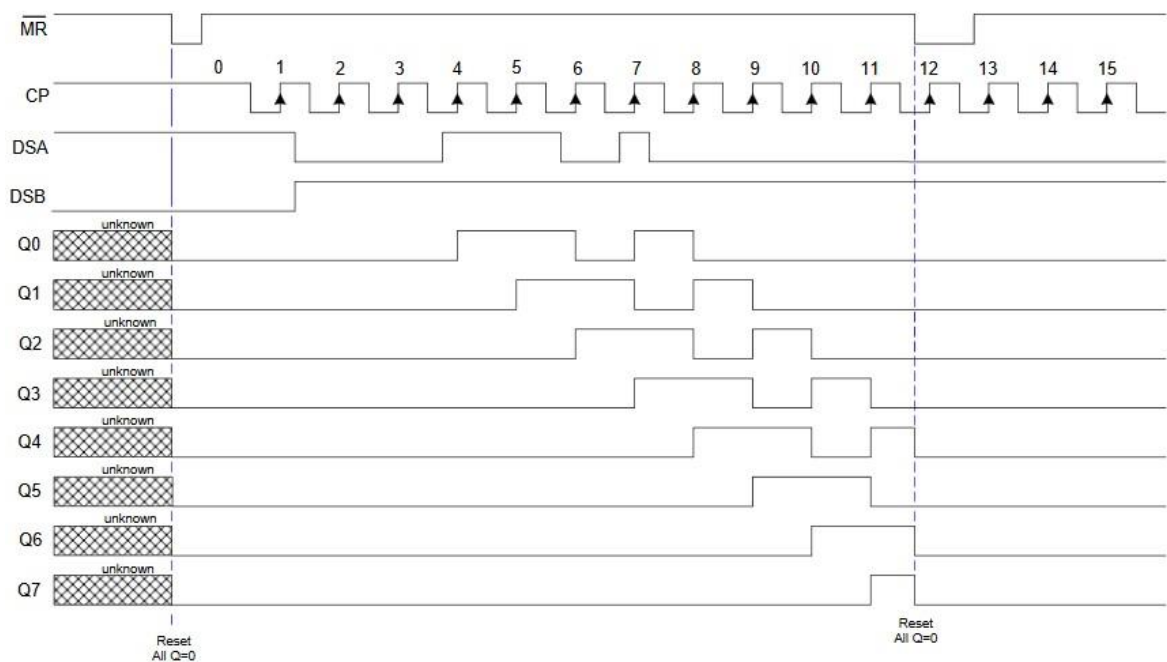 MR
0 1 2 3 4 5 6 7 8 9 10 11 12 13 14 15
CP
DSA
DSB
unknown
Q0
unknown
Q1
unknown
Q2
unknown
Q3
unknown
Q4
unknown
Q5
unknown
Q6
unknown
Q7
Reset
All Q=0
Reset
All Q=0